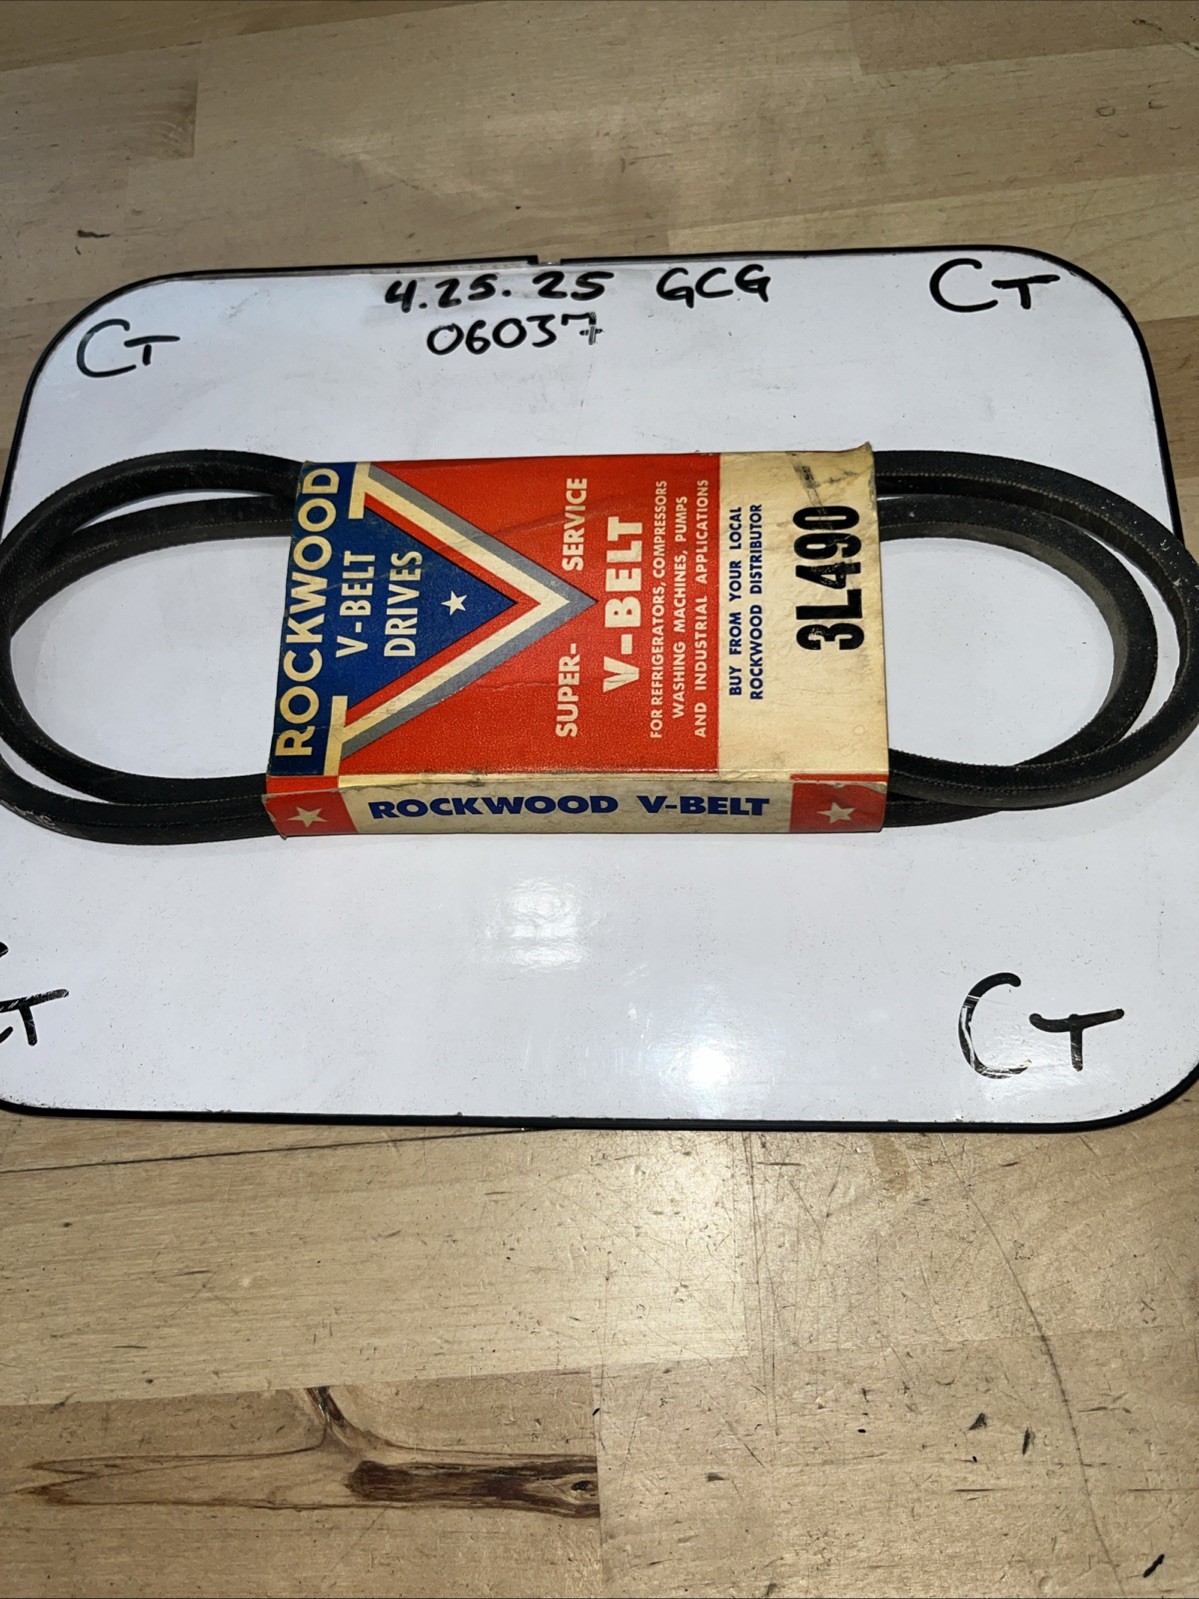 4.25.25 GCG
06037
CT
CT
ROCKWOOD
V-BELT
DRIVES
SUPER-SERVICE
V-BELT
FOR REFRIGERATORS, COMPRESSORS
WASHING MACHINES, PUMPS
AND INDUSTRIAL APPLICATIONS
BUY FROM YOUR LOCAL
ROCKWOOD DISTRIBUTOR
3L490
ROCKWOOD V-BELT
CT
CT